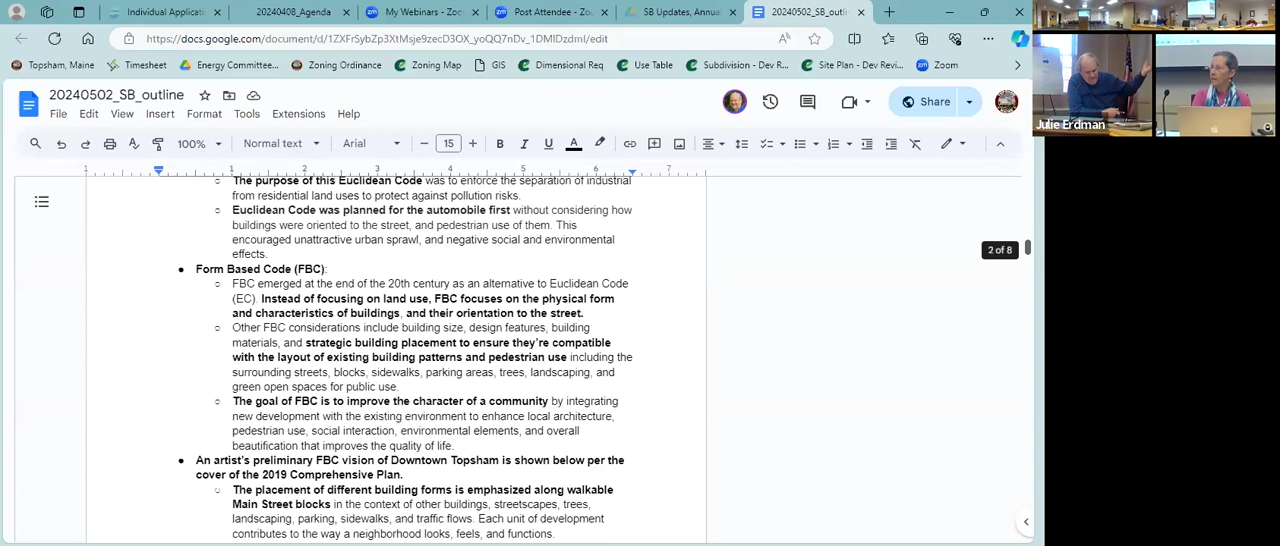 Individual Applicati
20240408_Agenda
My Webinars - Zoo
Post Attendee - Zoo
SB Updates, Annual
20240502_SB_outli
https://docs.google.com/document/d/1ZXFrSybZp3XtMsje9zecD3OX_yoQQ7nDv_1DMIDzdmI/edit
Topsham, Maine
Timesheet
Energy Committee...
Zoning Ordinance
Zoning Map
GIS
Dimensional Req
Use Table
Subdivision - Dev R...
Site Plan - Dev Revi...
Zoom
20240502_SB_outline
Share
File Edit View Insert Format Tools Extensions Help
100% Normal text Arial 15 B I U A
1 1 2 3 4 5 6 7
The purpose of this Euclidean Code was to enforce the separation of industrial
from residential land uses to protect against pollution risks.
Euclidean Code was planned for the automobile first without considering how
buildings were oriented to the street, and pedestrian use of them. This
encouraged unattractive urban sprawl, and negative social and environmental
effects.
Form Based Code (FBC):
FBC emerged at the end of the 20th century as an alternative to Euclidean Code
(EC). Instead of focusing on land use, FBC focuses on the physical form
and characteristics of buildings, and their orientation to the street.
Other FBC considerations include building size, design features, building
materials, and strategic building placement to ensure they're compatible
with the layout of existing building patterns and pedestrian use including the
surrounding streets, blocks, sidewalks, parking areas, trees, landscaping, and
green open spaces for public use.
The goal of FBC is to improve the character of a community by integrating
new development with the existing environment to enhance local architecture,
pedestrian use, social interaction, environmental elements, and overall
beautification that improves the quality of life.
An artist's preliminary FBC vision of Downtown Topsham is shown below per the
cover of the 2019 Comprehensive Plan.
The placement of different building forms is emphasized along walkable
Main Street blocks in the context of other buildings, streetscapes, trees,
landscaping, parking, sidewalks, and traffic flows. Each unit of development
contributes to the way a neighborhood looks, feels, and functions.
2 of 8
Julie Erdman